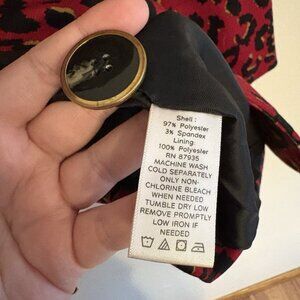 Shell:
97% Polyester
3% Spandex
Lining
100% Polyester
RN 87935
MACHINE WASH
COLD SEPARATELY
ONLY NON-
CHLORINE BLEACH
WHEN NEEDED
TUMBLE DRY LOW
REMOVE PROMPTLY
LOW IRON IF
NEEDED